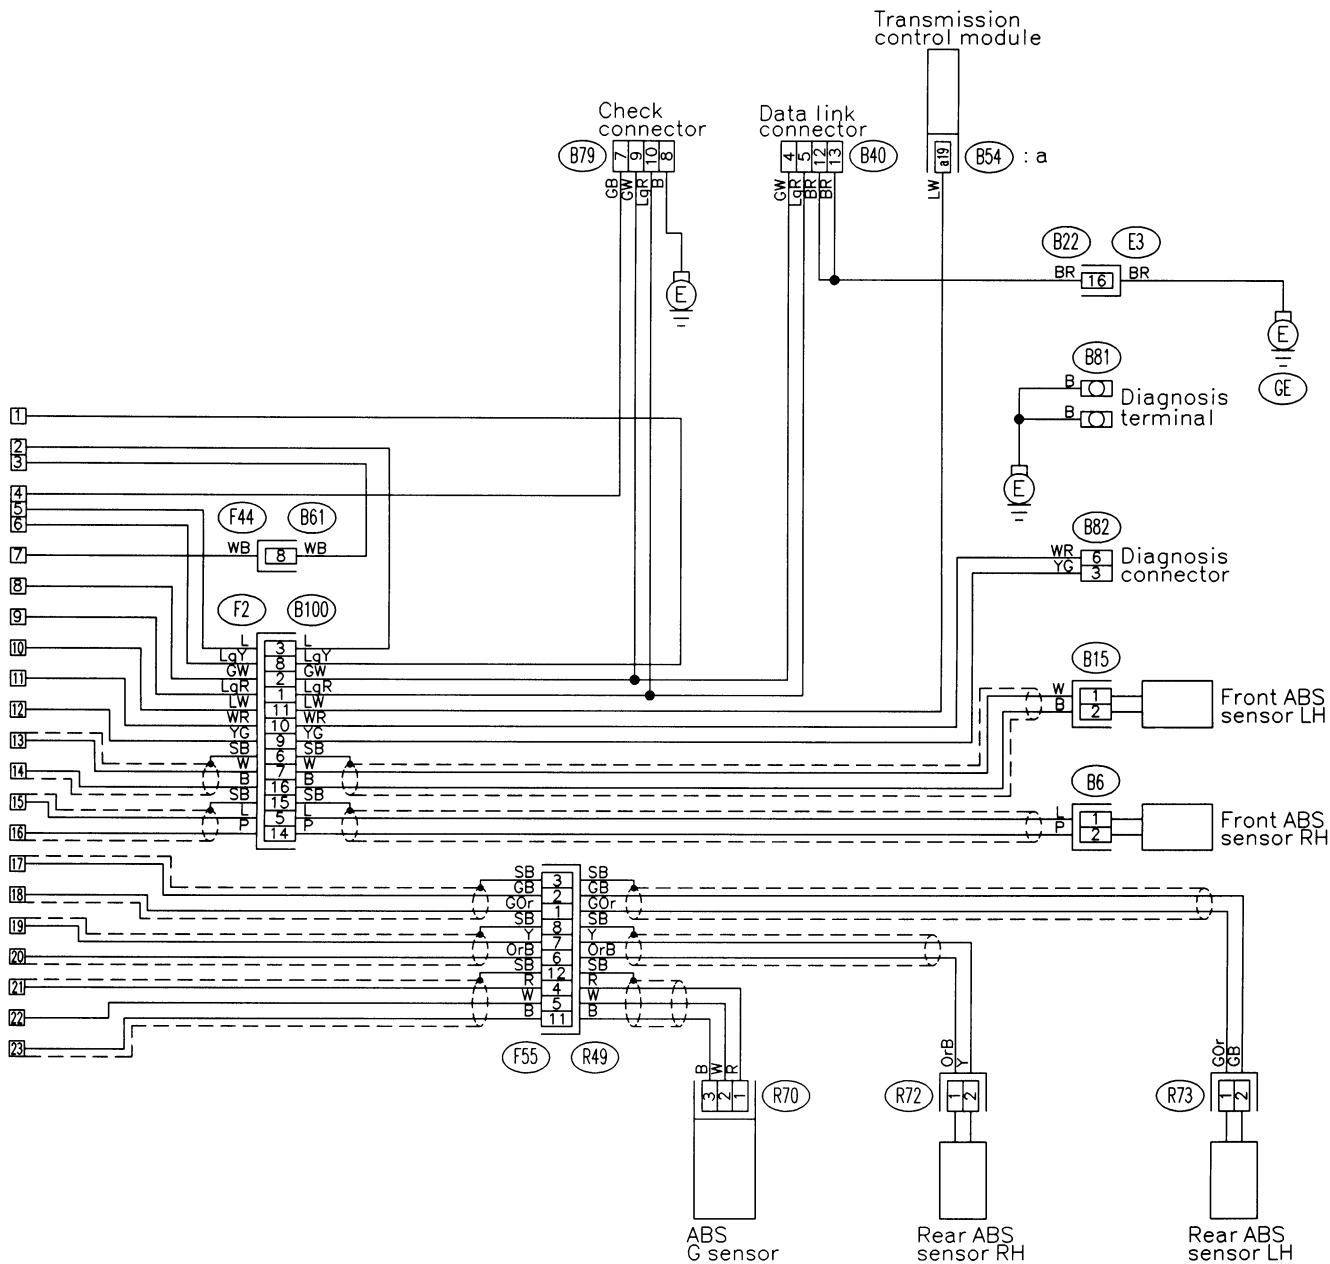 Transmission
control module
Check
connector
Data link
connector
B79
7
9
10
8
4
5
12
13
B40
a19
B54
: a
GB
GW
LgR
B
GW
LgR
BR
BR
LW
B22
E3
BR
16
BR
E
E
GE
B81
B
B
Diagnosis
terminal
E
1
2
3
4
5
6
7
8
9
10
11
12
13
14
15
16
17
18
19
20
21
22
23
F44
B61
WB
8
WB
B82
WR
6
YG
3
Diagnosis
connector
F2
B100
L
3
L
LgY
8
LgY
GW
2
GW
LgR
1
LgR
LW
11
LW
WR
10
WR
YG
9
YG
SB
6
SB
W
7
W
B
16
B
SB
15
SB
L
5
L
P
14
P
B15
W
1
B
2
Front ABS
sensor LH
B6
L
1
P
2
Front ABS
sensor RH
SB
3
SB
GB
2
GB
GOr
1
GOr
SB
8
SB
Y
7
Y
OrB
6
OrB
SB
12
SB
R
4
R
W
5
W
B
11
B
F55
R49
B
W
R
3
2
1
R70
OrB
Y
R72
1
2
GOr
GB
R73
1
2
ABS
G sensor
Rear ABS
sensor RH
Rear ABS
sensor LH